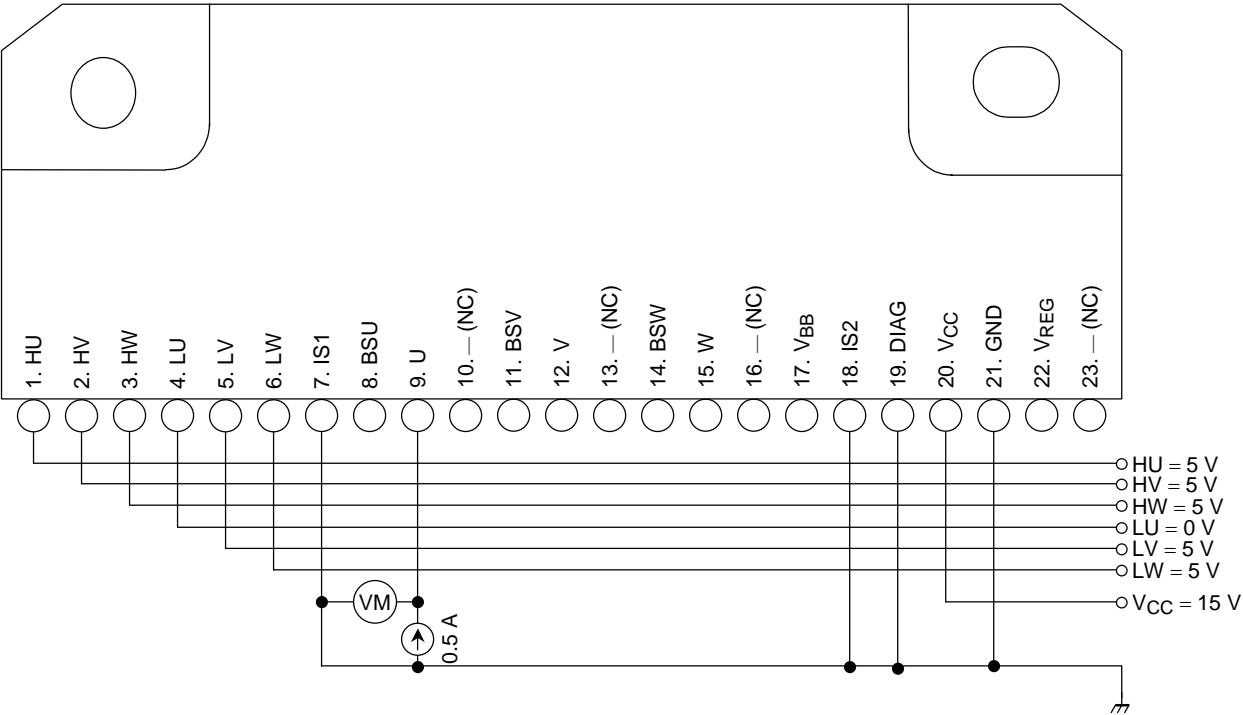 1. HU
2. HV
3. HW
4. LU
5. LV
6. LW
7. IS1
8. BSU
9. U
10. — (NC)
11. BSV
12. V
13. — (NC)
14. BSW
15. W
16. — (NC)
17. VBB
18. IS2
19. DIAG
20. VCC
21. GND
22. VREG
23. — (NC)
HU = 5 V
HV = 5 V
HW = 5 V
LU = 0 V
LV = 5 V
LW = 5 V
VM
VCC = 15 V
0.5 A